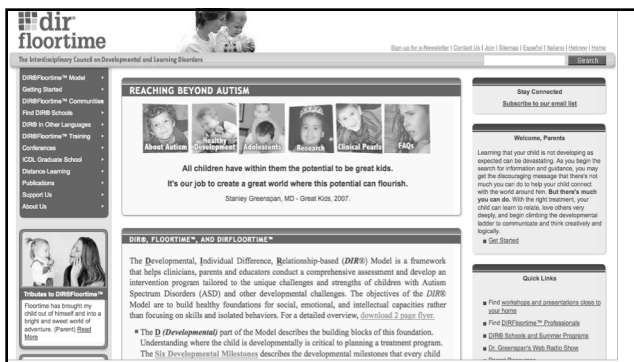 dir®
floortime
Sign up for e-Newsletter | Contact Us | Join | Sitemap | Español | Italiano | Hebrew | Home
The Interdisciplinary Council on Developmental and Learning Disorders
Search
DIR®Floortime™ Model
Getting Started
DIR®Floortime™ Communities
Find DIR® Schools
DIR® in Other Languages
DIR®Floortime™ Training
Conferences
ICDL Graduate School
Distance Learning
Publications
Support Us
About Us
Tributes to DIR®Floortime™
Floortime has brought my
child out of himself and into a
bright and sweet world of
adventure. (Parent) Read
More
REACHING BEYOND AUTISM
About Autism
Healthy
Development
Adolescents
Research
Clinical Pearls
FAQs
All children have within them the potential to be great kids.
It's our job to create a great world where this potential can flourish.
Stanley Greenspan, MD - Great Kids, 2007.
DIR®, FLOORTIME™, AND DIRFLOORTIME™
The Developmental, Individual Difference, Relationship-based (DIR®) Model is a framework
that helps clinicians, parents and educators conduct a comprehensive assessment and develop an
intervention program tailored to the unique challenges and strengths of children with Autism
Spectrum Disorders (ASD) and other developmental challenges. The objectives of the DIR®
Model are to build healthy foundations for social, emotional, and intellectual capacities rather
than focusing on skills and isolated behaviors. For a detailed overview, download 2 page flyer.
■ The D (Developmental) part of the Model describes the building blocks of this foundation.
Understanding where the child is developmentally is critical to planning a treatment program.
The Six Developmental Milestones describes the developmental milestones that every child
Stay Connected
Subscribe to our email list
Welcome, Parents
Learning that your child is not developing as
expected can be devastating. As you begin the
search for information and guidance, you may
get the discouraging message that there's not
much you can do to help your child connect
with the world around him. But there's much
you can do. With the right treatment, your
child can learn to relate, love others very
deeply, and begin climbing the developmental
ladder to communicate and think creatively and
logically.
■ Get Started
Quick Links
■ Find workshops and presentations close to
your home
■ Find DIRFloortime™ Professionals
■ DIR® Schools and Summer Programs
■ Dr. Greenspan's Web Radio Show